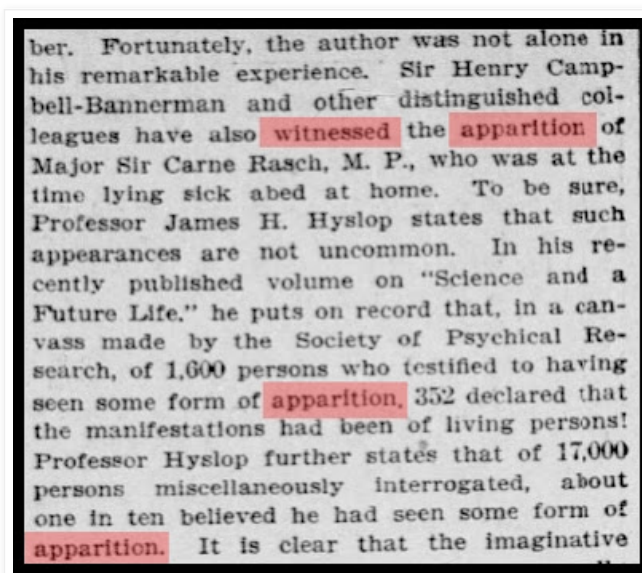 ber. Fortunately, the author was not alone in
his remarkable experience. Sir Henry Camp-
bell-Bannerman and other distinguished col-
leagues have also witnessed the apparition of
Major Sir Carne Rasch, M. P., who was at the
time lying sick abed at home. To be sure,
Professor James H. Hyslop states that such
appearances are not uncommon. In his re-
cently published volume on "Science and a
Future Life." he puts on record that, in a can-
vass made by the Society of Psychical Re-
search, of 1,600 persons who testified to having
seen some form of apparition, 352 declared that
the manifestations had been of living persons!
Professor Hyslop further states that of 17,000
persons miscellaneously interrogated, about
one in ten believed he had seen some form of
apparition. It is clear that the imaginative